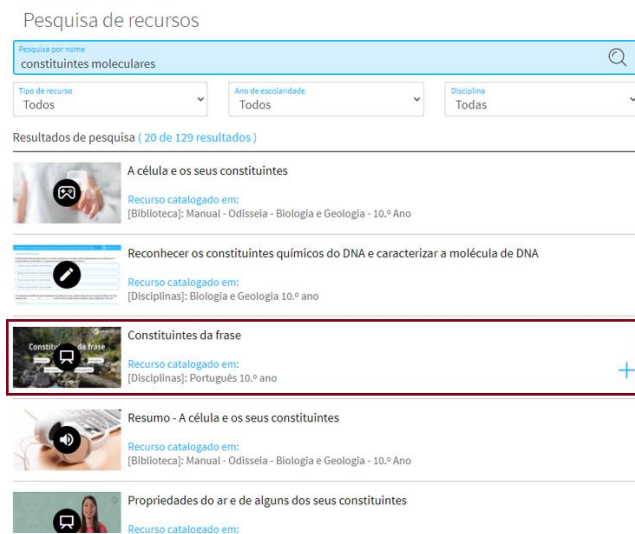 Pesquisa de recursos
Pesquisa por nome
constituintes moleculares
Tipo de recurso
Todos
Ano de escolaridade
Todos
Disciplina
Todas
Resultados de pesquisa ( 20 de 129 resultados )
A célula e os seus constituintes
Recurso catalogado em:
[Biblioteca]: Manual - Odisseia - Biologia e Geologia - 10.º Ano
Reconhecer os constituintes químicos do DNA e caracterizar a molécula de DNA
Recurso catalogado em:
[Disciplinas]: Biologia e Geologia 10.º ano
Constituintes da frase
Recurso catalogado em:
[Disciplinas]: Português 10.º ano
Resumo - A célula e os seus constituintes
Recurso catalogado em:
[Biblioteca]: Manual - Odisseia - Biologia e Geologia - 10.º Ano
Propriedades do ar e de alguns dos seus constituintes
Recurso catalogado em: